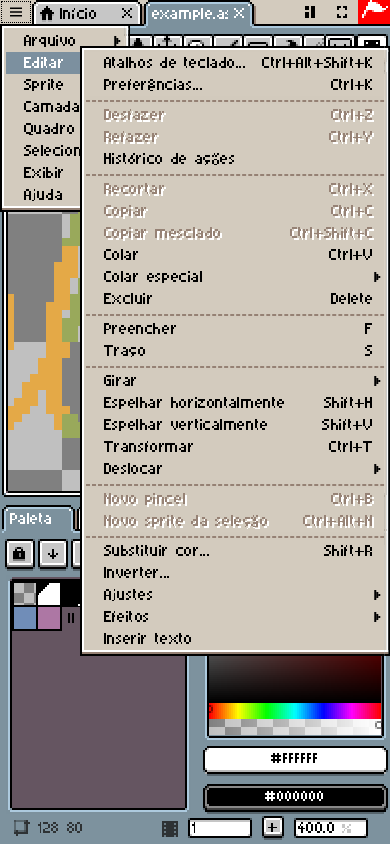 Início
example.as
Arquivo
Editar
Sprite
Camada
Quadro
Selecion
Exibir
Ajuda
Atalhos de teclado... Ctrl+Alt+Shift+K
Preferências... Ctrl+K
Desfazer Ctrl+Z
Refazer Ctrl+Y
Histórico de ações
Recortar Ctrl+X
Copiar Ctrl+C
Copiar mesclado Ctrl+Shift+C
Colar Ctrl+V
Colar especial
Excluir Delete
Preencher F
Traço S
Girar
Espelhar horizontalmente Shift+H
Espelhar verticalmente Shift+V
Transformar Ctrl+T
Deslocar
Novo pincel Ctrl+B
Novo sprite da seleção Ctrl+Alt+N
Substituir cor... Shift+R
Inverter...
Ajustes
Efeitos
Inserir texto
Paleta
#FFFFFF
#000000
128 80
1
400.0 %